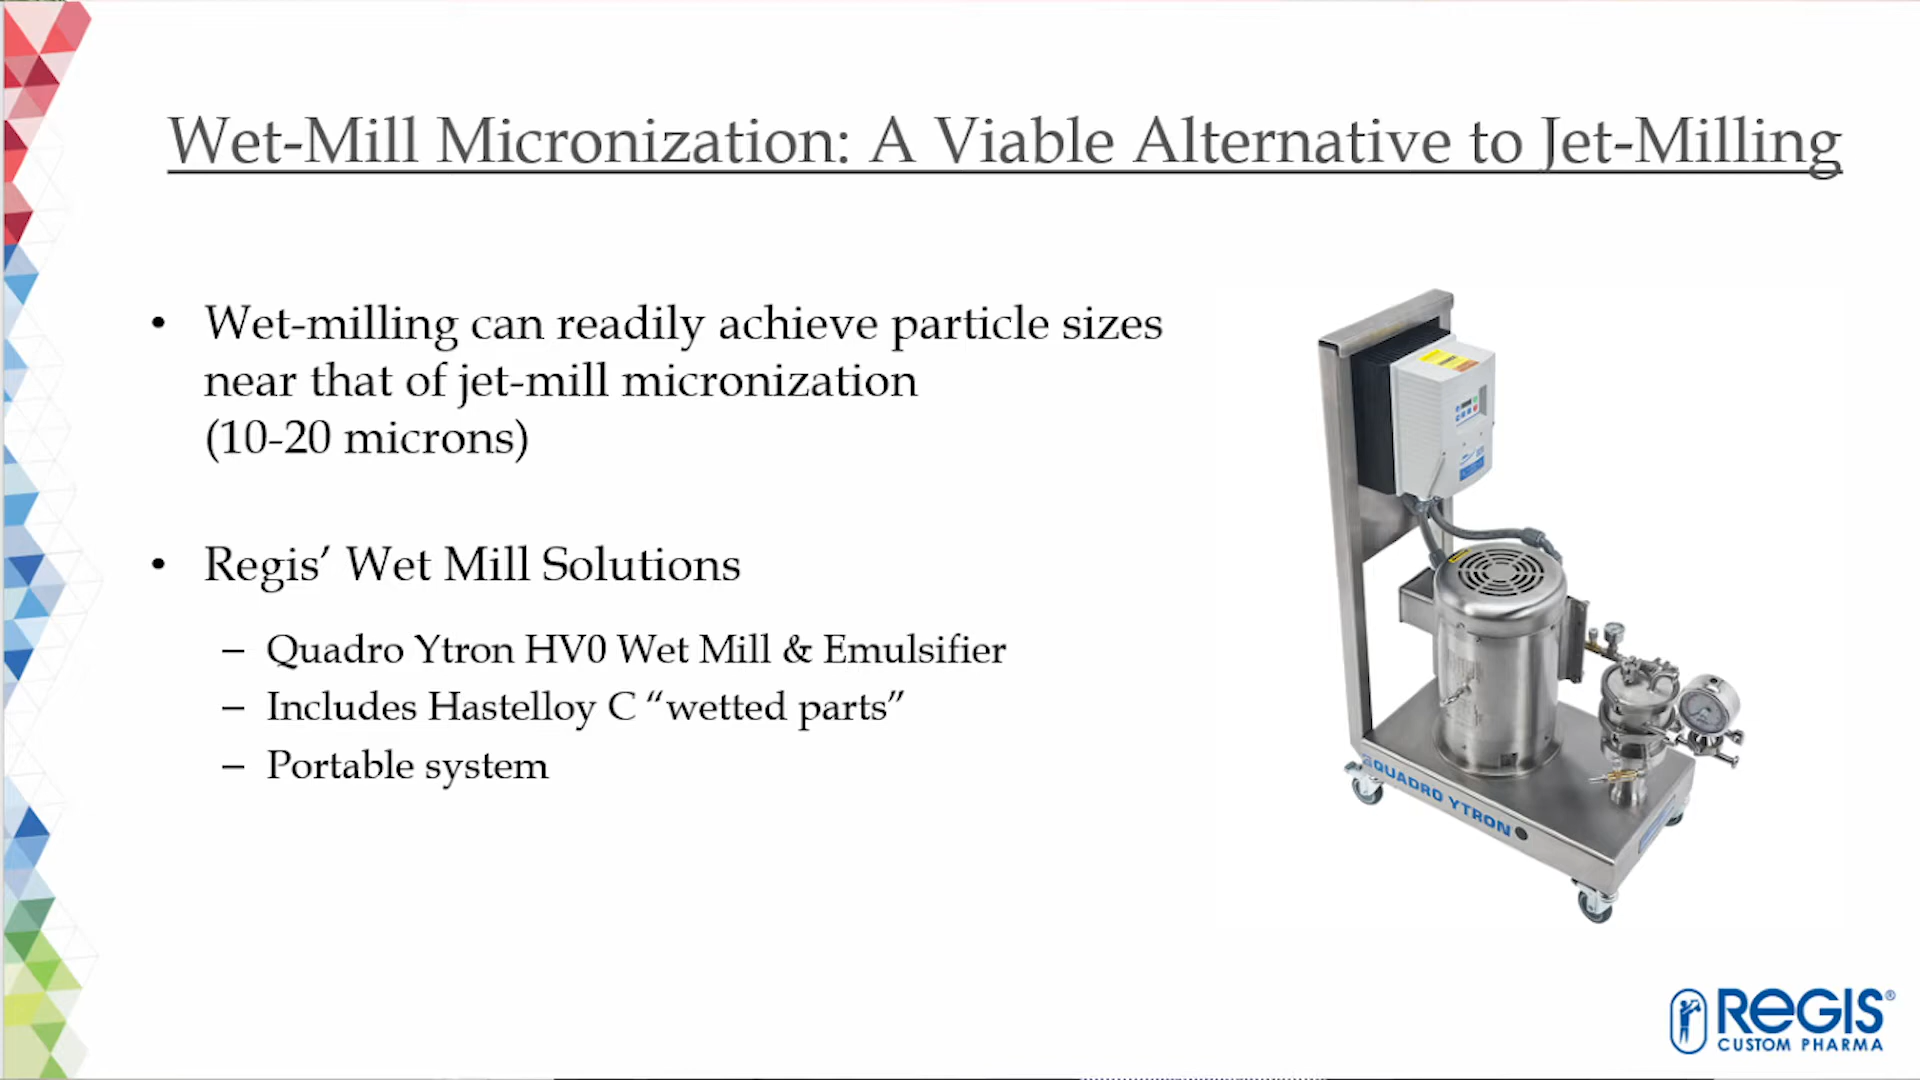 Wet-Mill Micronization: A Viable Alternative to Jet-Milling
• Wet-milling can readily achieve particle sizes
near that of jet-mill micronization
(10-20 microns)
• Regis’ Wet Mill Solutions
– Quadro Ytron HV0 Wet Mill & Emulsifier
– Includes Hastelloy C “wetted parts”
– Portable system
QUADRO YTRON
REGIS®
CUSTOM PHARMA